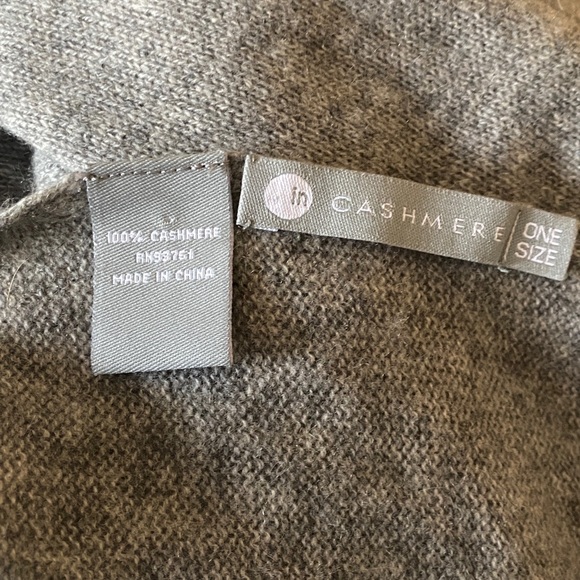 100% CASHMERE
RN93761
MADE IN CHINA
in CASHMERE
ONE
SIZE